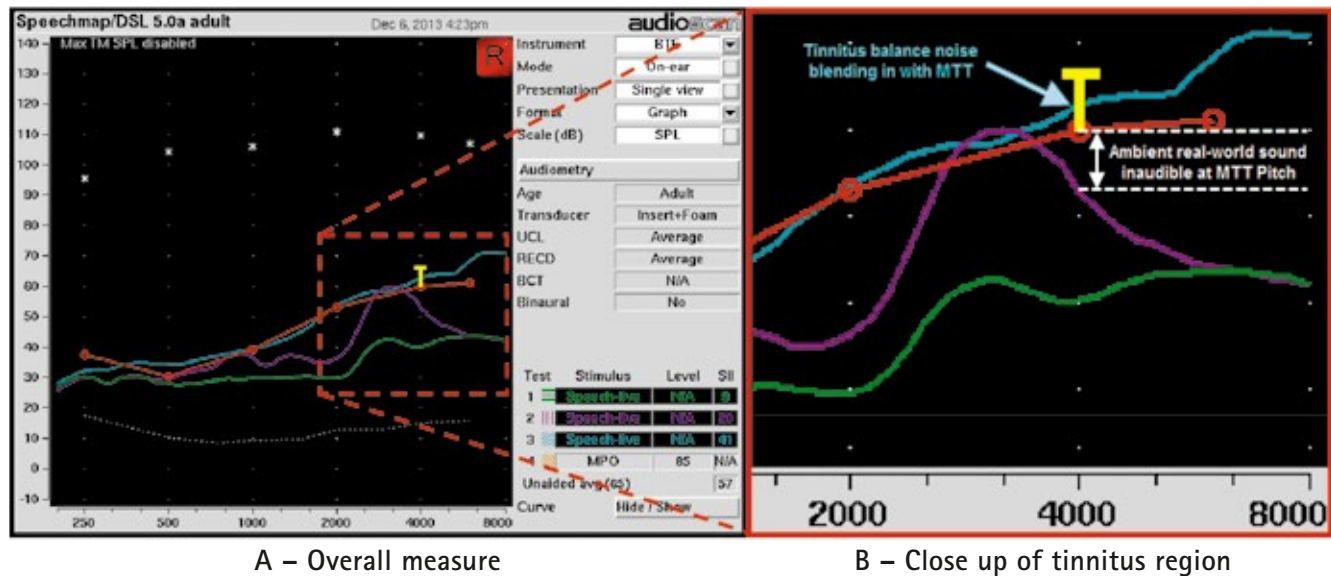 Speechmap/DSL 5.0a adult
Dec 6, 2013 4:23pm
audioscan
Max TM SPL disabled
R
140
130
120
110
100
90
80
70
60
50
40
30
20
10
0
-10
250 500 1000 2000 4000 8000
T
Instrument BTE
Mode On-ear
Presentation Single view
Format Graph
Scale (dB) SPL
Audiometry
Age Adult
Transducer Insert+Foam
UCL Average
RECD Average
BCT N/A
Binaural No
Test Stimulus Level SII
1 Speech-live N/A 9
2 Speech-live N/A 20
3 Speech-live N/A 41
4 MPO 85 N/A
Unaided avg (65) 57
Curve Hide / Show
Tinnitus balance noise
blending in with MTT
T
Ambient real-world sound
inaudible at MTT Pitch
2000 4000 8000
A – Overall measure
B – Close up of tinnitus region